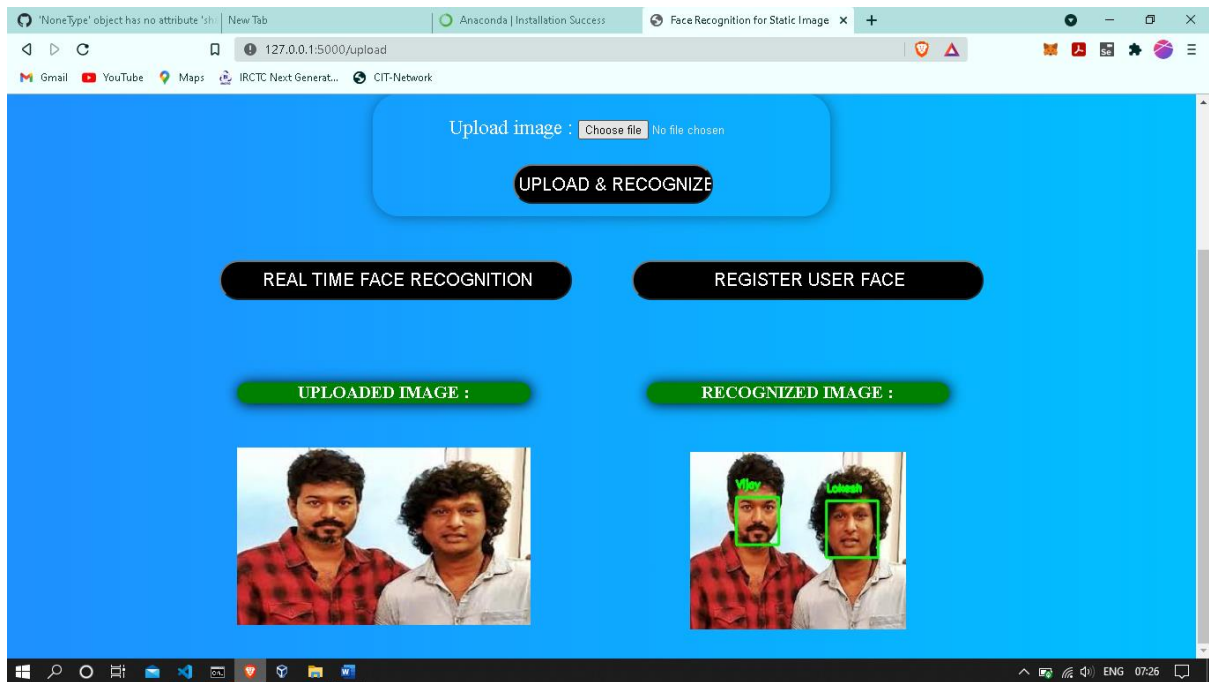 'NoneType' object has no attribute 'sh
New Tab
Anaconda | Installation Success
Face Recognition for Static Image
127.0.0.1:5000/upload
Gmail YouTube Maps IRCTC Next Generat... CIT-Network
Upload image : Choose file No file chosen
UPLOAD & RECOGNIZE
REAL TIME FACE RECOGNITION
REGISTER USER FACE
UPLOADED IMAGE :
RECOGNIZED IMAGE :
Vijay
Lokesh
ENG 07:26